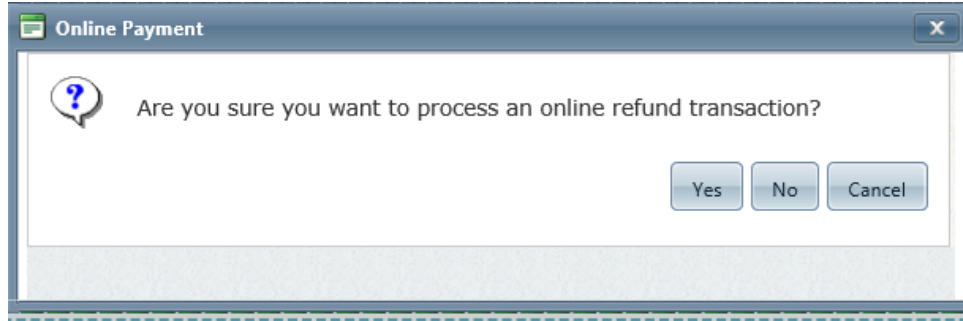 Online Payment
x
?
Are you sure you want to process an online refund transaction?
Yes No Cancel